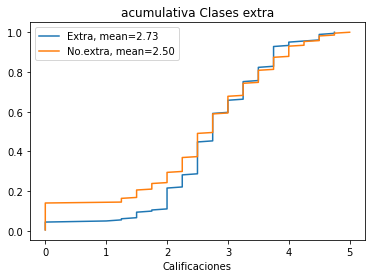 acumulativa Clases extra
Extra, mean=2.73
No.extra, mean=2.50
1.0
0.8
0.6
0.4
0.2
0.0
0 1 2 3 4 5
Calificaciones